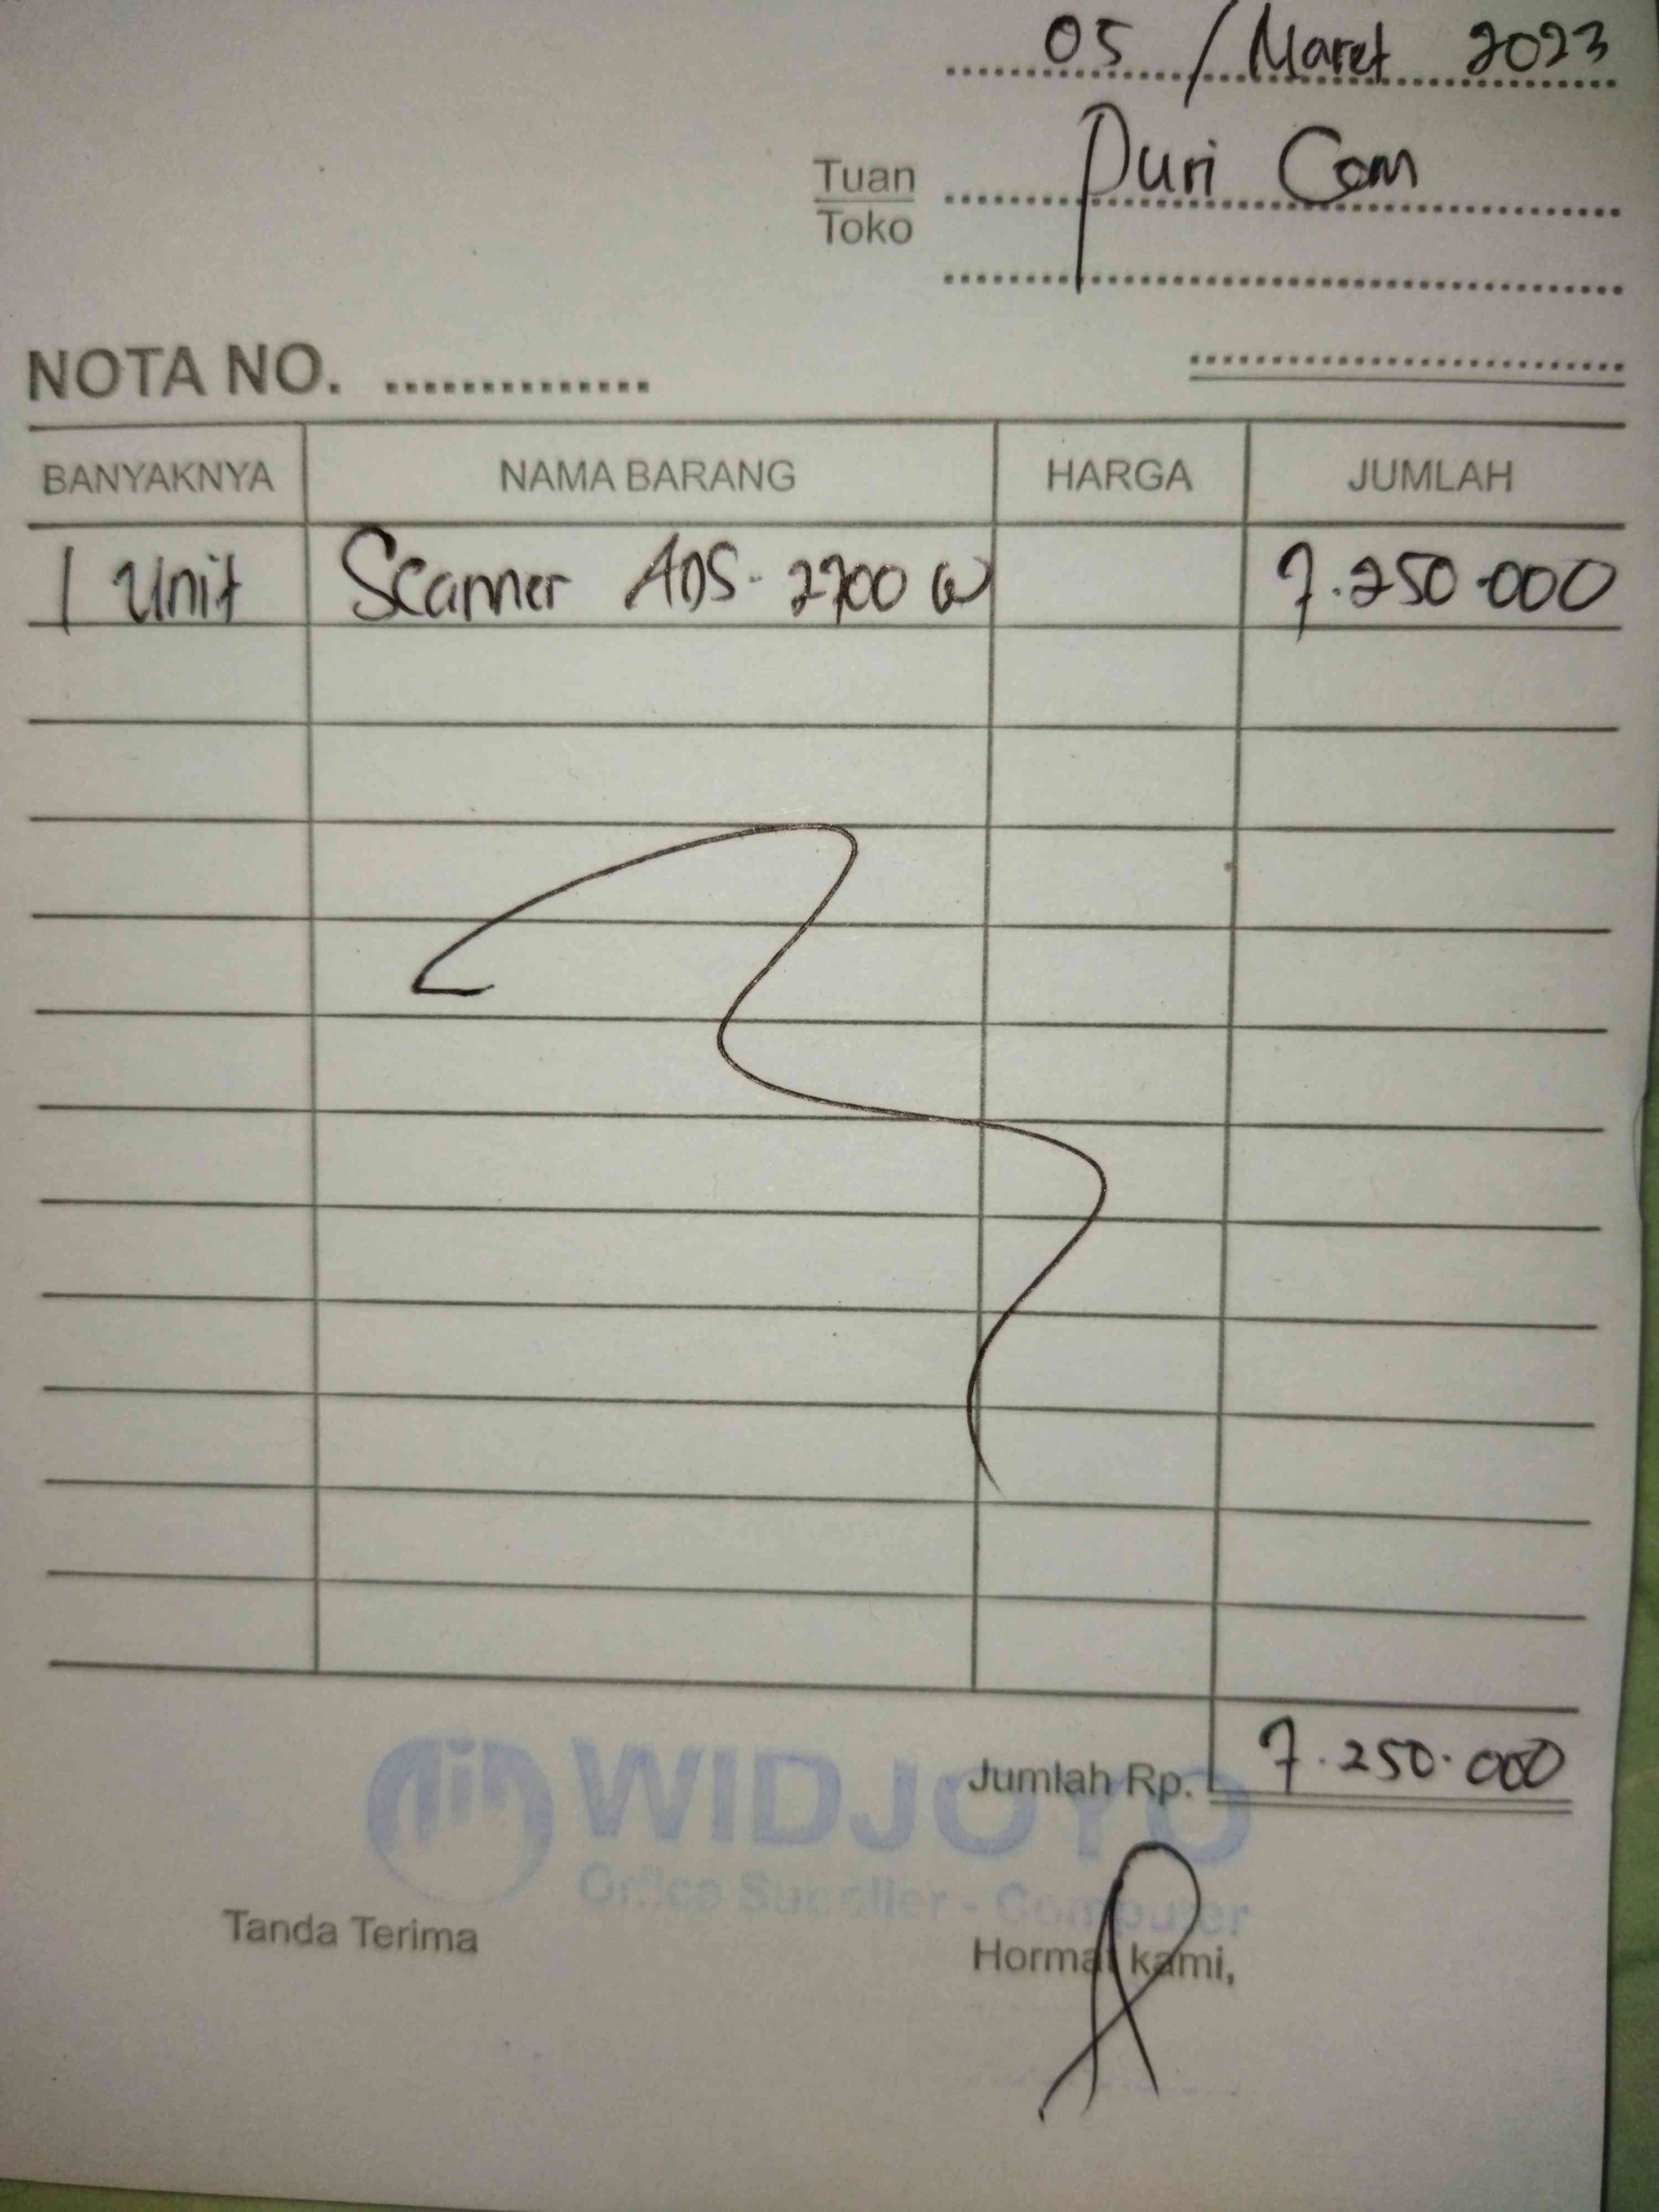 05 / Maret 2023
Tuan
Toko
Puri Com
NOTA NO. ..............
BANYAKNYA NAMA BARANG HARGA JUMLAH
1 Unit Scanner ADS-2700 W 7.250.000
Jumlah Rp. 7.250.000
WIDJOYO
Office Supplier - Computer
Tanda Terima Hormat kami,